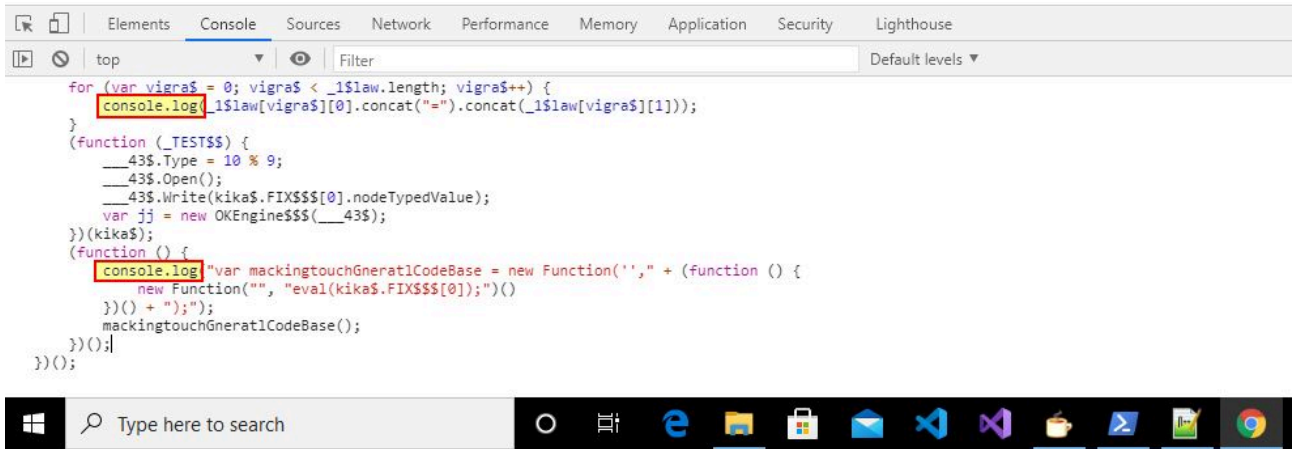 Elements Console Sources Network Performance Memory Application Security Lighthouse
top Filter Default levels
for (var vigra$ = 0; vigra$ < _1$law.length; vigra$++) {
console.log(_1$law[vigra$][0].concat("=").concat(_1$law[vigra$][1]));
}
(function (_TEST$$) {
___43$.Type = 10 % 9;
___43$.Open();
___43$.Write(kika$.FIX$$$[0].nodeTypedValue);
var jj = new OKEngine$$$(___43$);
})(kika$);
(function () {
console.log("var mackingtouchGneratlCodeBase = new Function(''," + (function () {
new Function("", "eval(kika$.FIX$$$[0]);")()
})() + ");");
mackingtouchGneratlCodeBase();
})();
})();
Type here to search